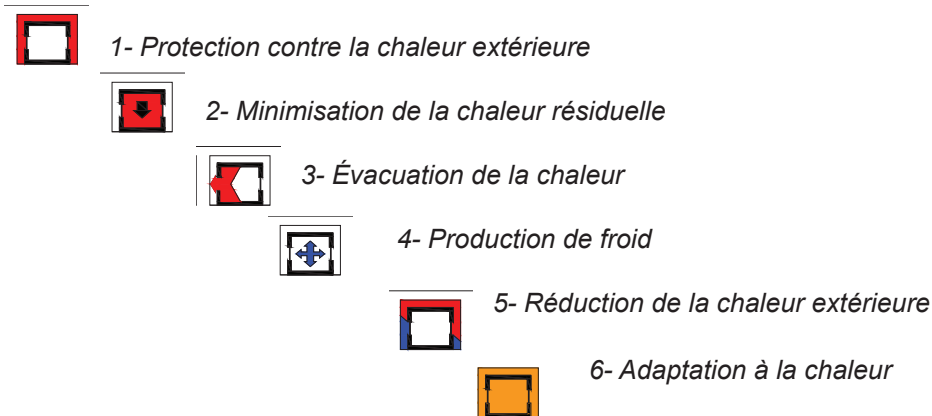 1- Protection contre la chaleur extérieure
2- Minimisation de la chaleur résiduelle
3- Évacuation de la chaleur
4- Production de froid
5- Réduction de la chaleur extérieure
6- Adaptation à la chaleur